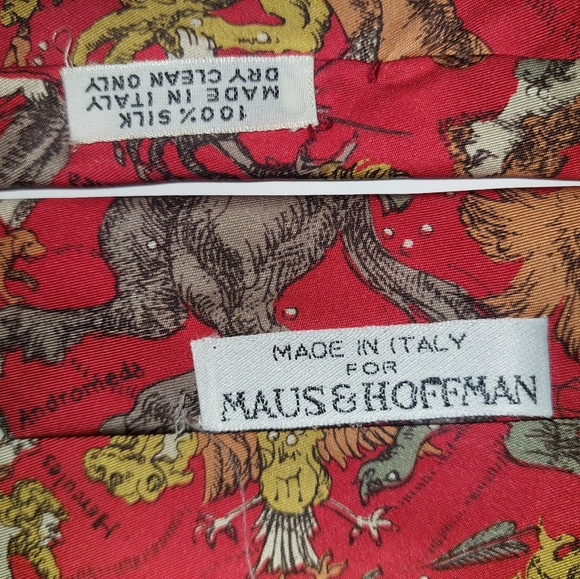 100% SILK
MADE IN ITALY
DRY CLEAN ONLY
MADE IN ITALY
FOR
MAUS & HOFFMAN
Andromeda
Hercules